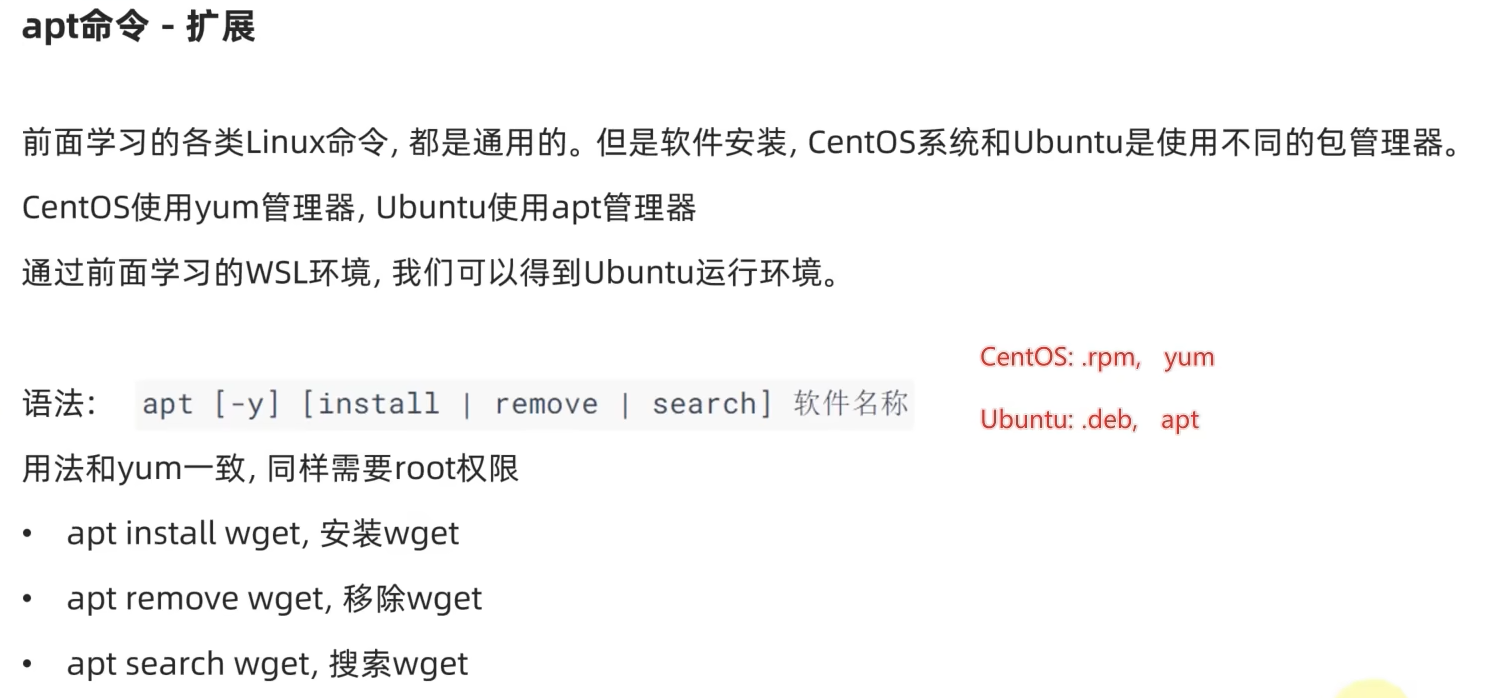 apt命令 - 扩展
前面学习的各类Linux命令, 都是通用的。但是软件安装, CentOS系统和Ubuntu是使用不同的包管理器。
CentOS使用yum管理器, Ubuntu使用apt管理器
通过前面学习的WSL环境, 我们可以得到Ubuntu运行环境。
CentOS: .rpm, yum
语法： apt [-y] [install | remove | search] 软件名称
Ubuntu: .deb, apt
用法和yum一致, 同样需要root权限
• apt install wget, 安装wget
• apt remove wget, 移除wget
• apt search wget, 搜索wget